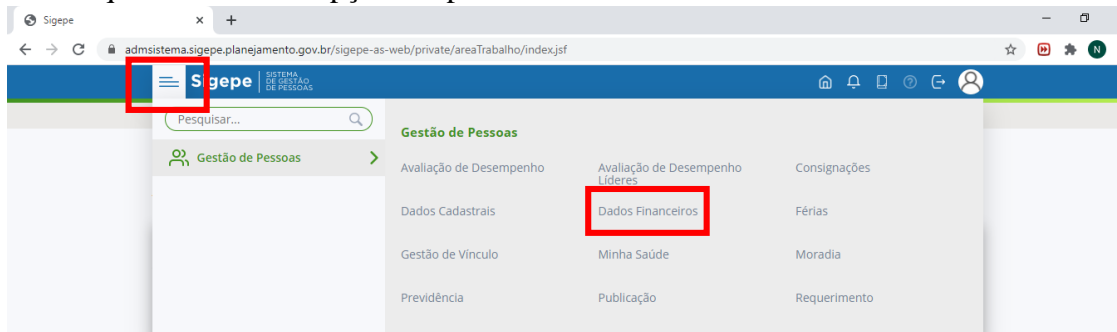 Sigepe
admsistema.sigepe.planejamento.gov.br/sigepe-as-web/private/areaTrabalho/index.jsf
N
Sigepe SISTEMA
DE GESTÃO
DE PESSOAS
Pesquisar...
Gestão de Pessoas
Gestão de Pessoas
Avaliação de Desempenho
Avaliação de Desempenho
Líderes
Consignações
Dados Cadastrais
Dados Financeiros
Férias
Gestão de Vínculo
Minha Saúde
Moradia
Previdência
Publicação
Requerimento